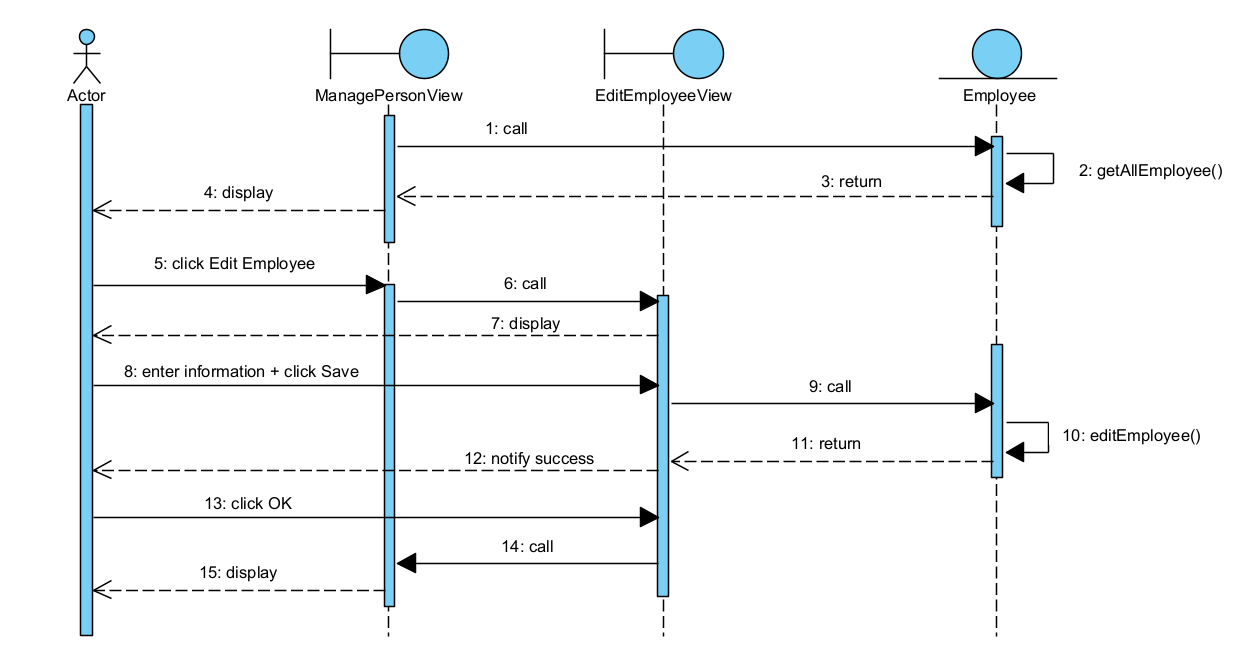 Actor
ManagePersonView
EditEmployeeView
Employee
1: call
2: getAllEmployee()
3: return
4: display
5: click Edit Employee
6: call
7: display
8: enter information + click Save
9: call
10: editEmployee()
11: return
12: notify success
13: click OK
14: call
15: display